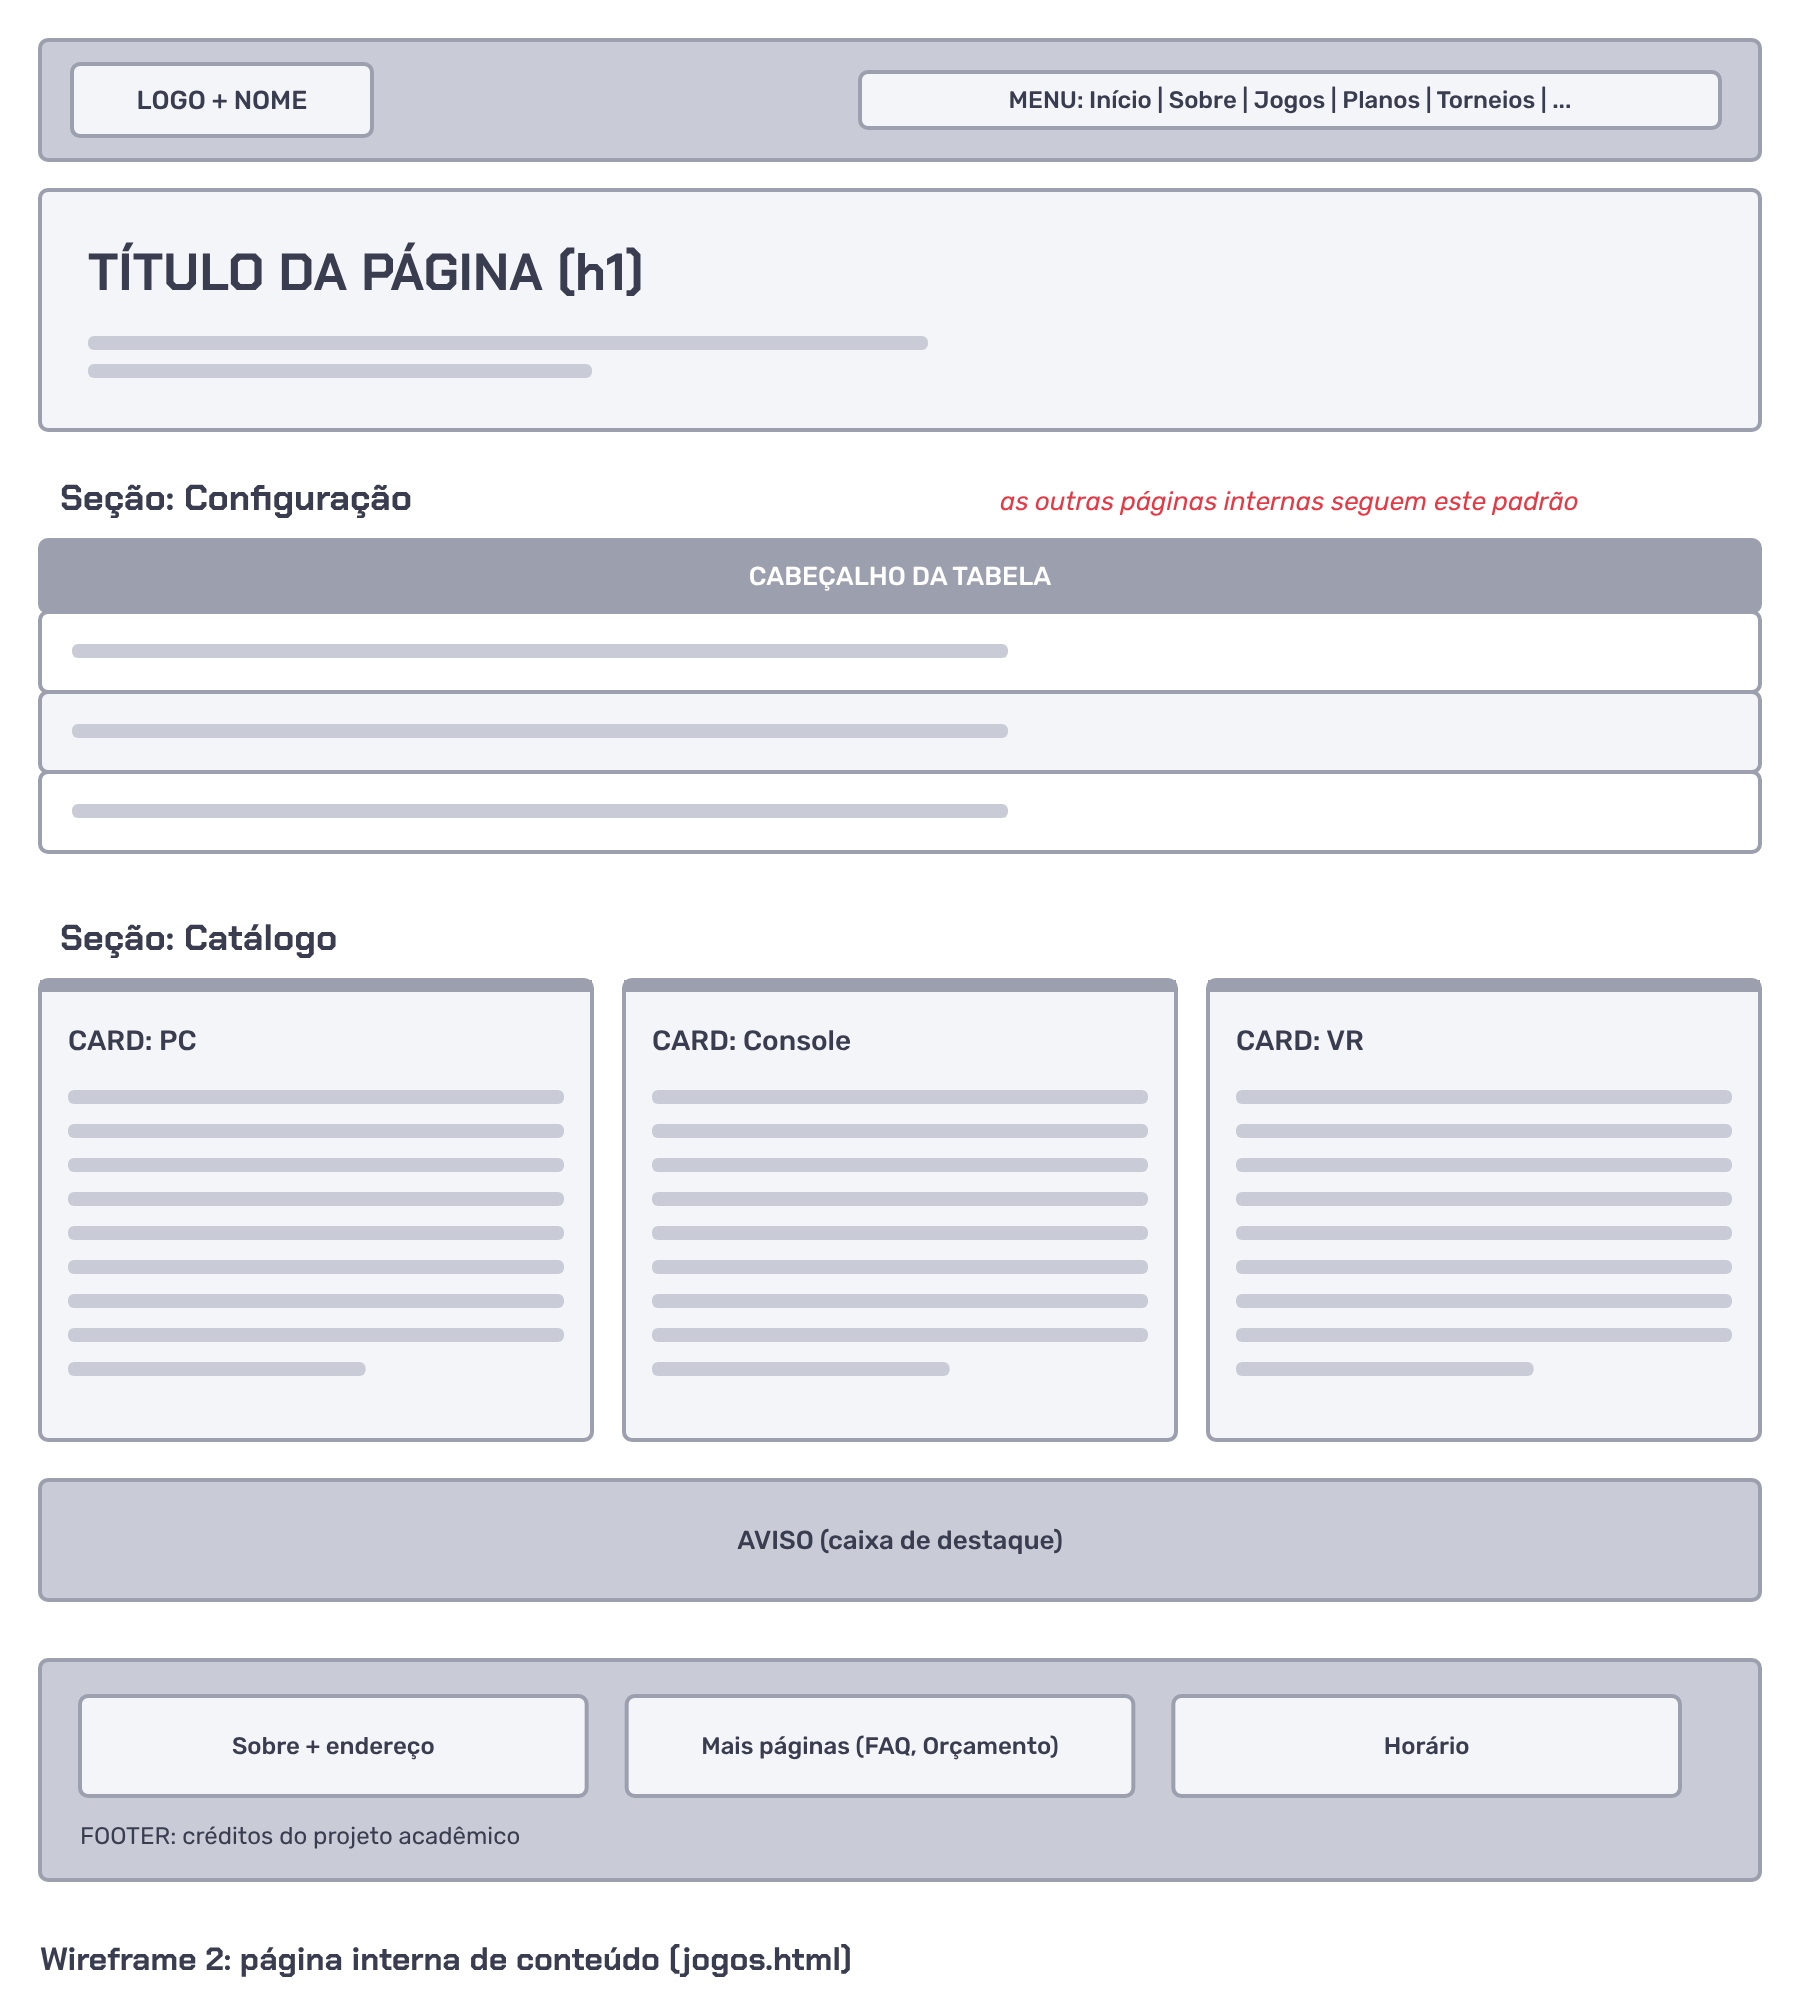 LOGO + NOME
MENU: Início | Sobre | Jogos | Planos | Torneios | ...
TÍTULO DA PÁGINA (h1)
Seção: Configuração
as outras páginas internas seguem este padrão
CABEÇALHO DA TABELA
Seção: Catálogo
CARD: PC
CARD: Console
CARD: VR
AVISO (caixa de destaque)
Sobre + endereço
Mais páginas (FAQ, Orçamento)
Horário
FOOTER: créditos do projeto acadêmico
Wireframe 2: página interna de conteúdo (jogos.html)